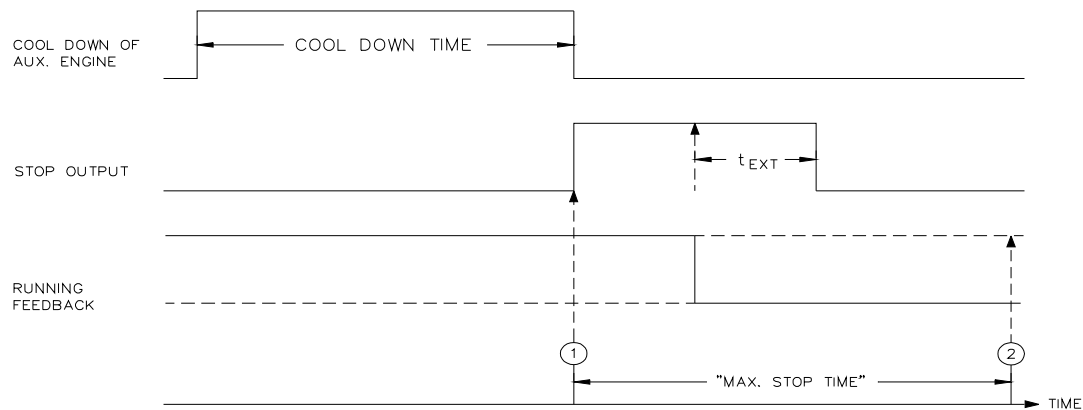 COOL DOWN OF
AUX. ENGINE
COOL DOWN TIME
STOP OUTPUT
tEXT
RUNNING
FEEDBACK
1
2
"MAX. STOP TIME"
TIME